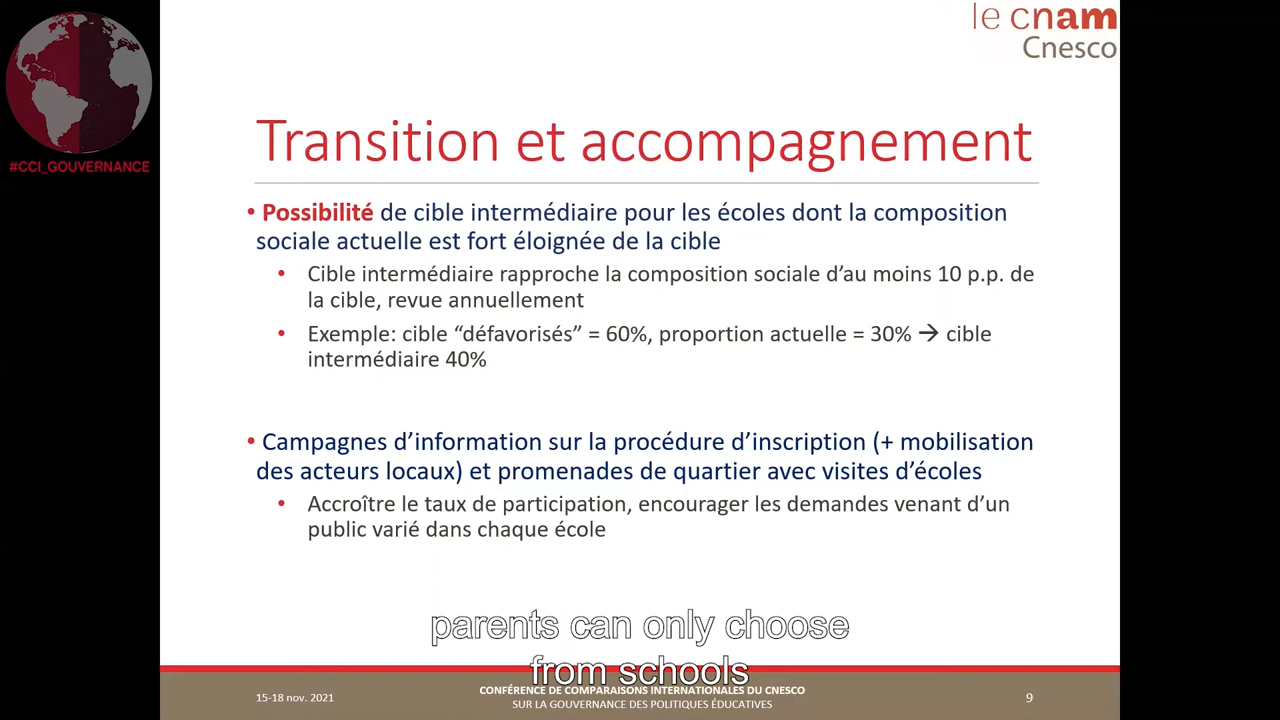 le cnam
Cnesco
#CCI_GOUVERNANCE
Transition et accompagnement
• Possibilité de cible intermédiaire pour les écoles dont la composition
sociale actuelle est fort éloignée de la cible
• Cible intermédiaire rapproche la composition sociale d’au moins 10 p.p. de
la cible, revue annuellement
• Exemple: cible “défavorisés” = 60%, proportion actuelle = 30% → cible
intermédiaire 40%
• Campagnes d’information sur la procédure d’inscription (+ mobilisation
des acteurs locaux) et promenades de quartier avec visites d’écoles
• Accroître le taux de participation, encourager les demandes venant d’un
public varié dans chaque école
parents can only choose
from schools
15-18 nov. 2021
CONFÉRENCE DE COMPARAISONS INTERNATIONALES DU CNESCO
SUR LA GOUVERNANCE DES POLITIQUES ÉDUCATIVES
9